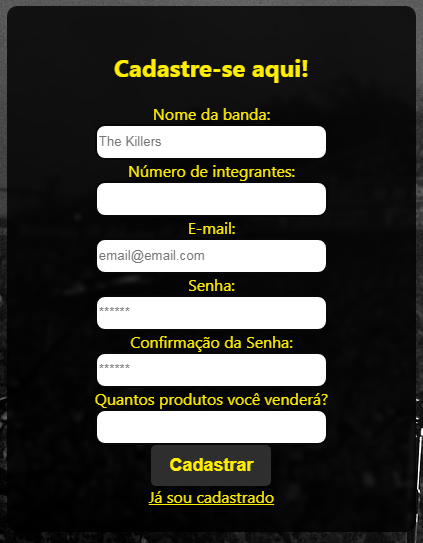 Cadastre-se aqui!
Nome da banda:
The Killers
Número de integrantes:
E-mail:
email@email.com
Senha:
******
Confirmação da Senha:
******
Quantos produtos você venderá?
Cadastrar
Já sou cadastrado